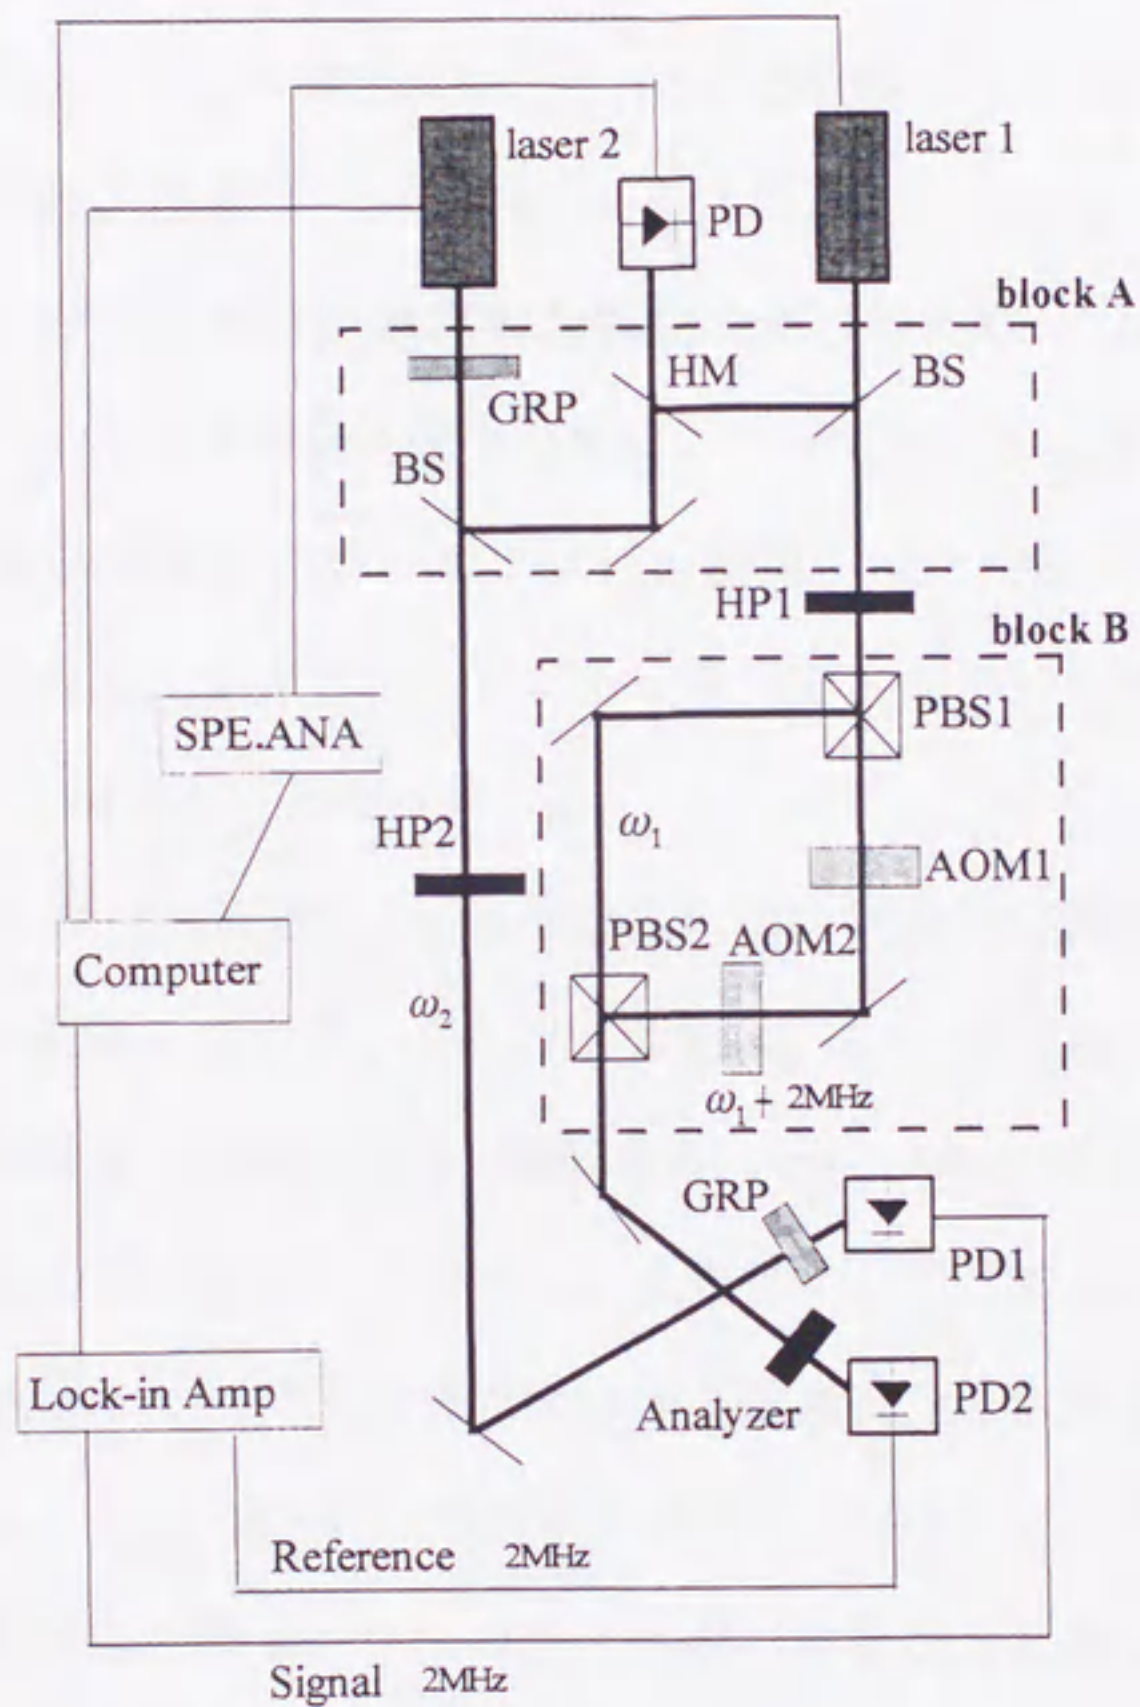 laser 2
laser 1
PD
block A
HM
BS
GRP
BS
HP1
block B
PBS1
SPE.ANA
HP2
ω1
AOM1
PBS2
AOM2
Computer
ω2
ω1 + 2MHz
GRP
PD1
Lock-in Amp
Analyzer
PD2
Reference 2MHz
Signal 2MHz